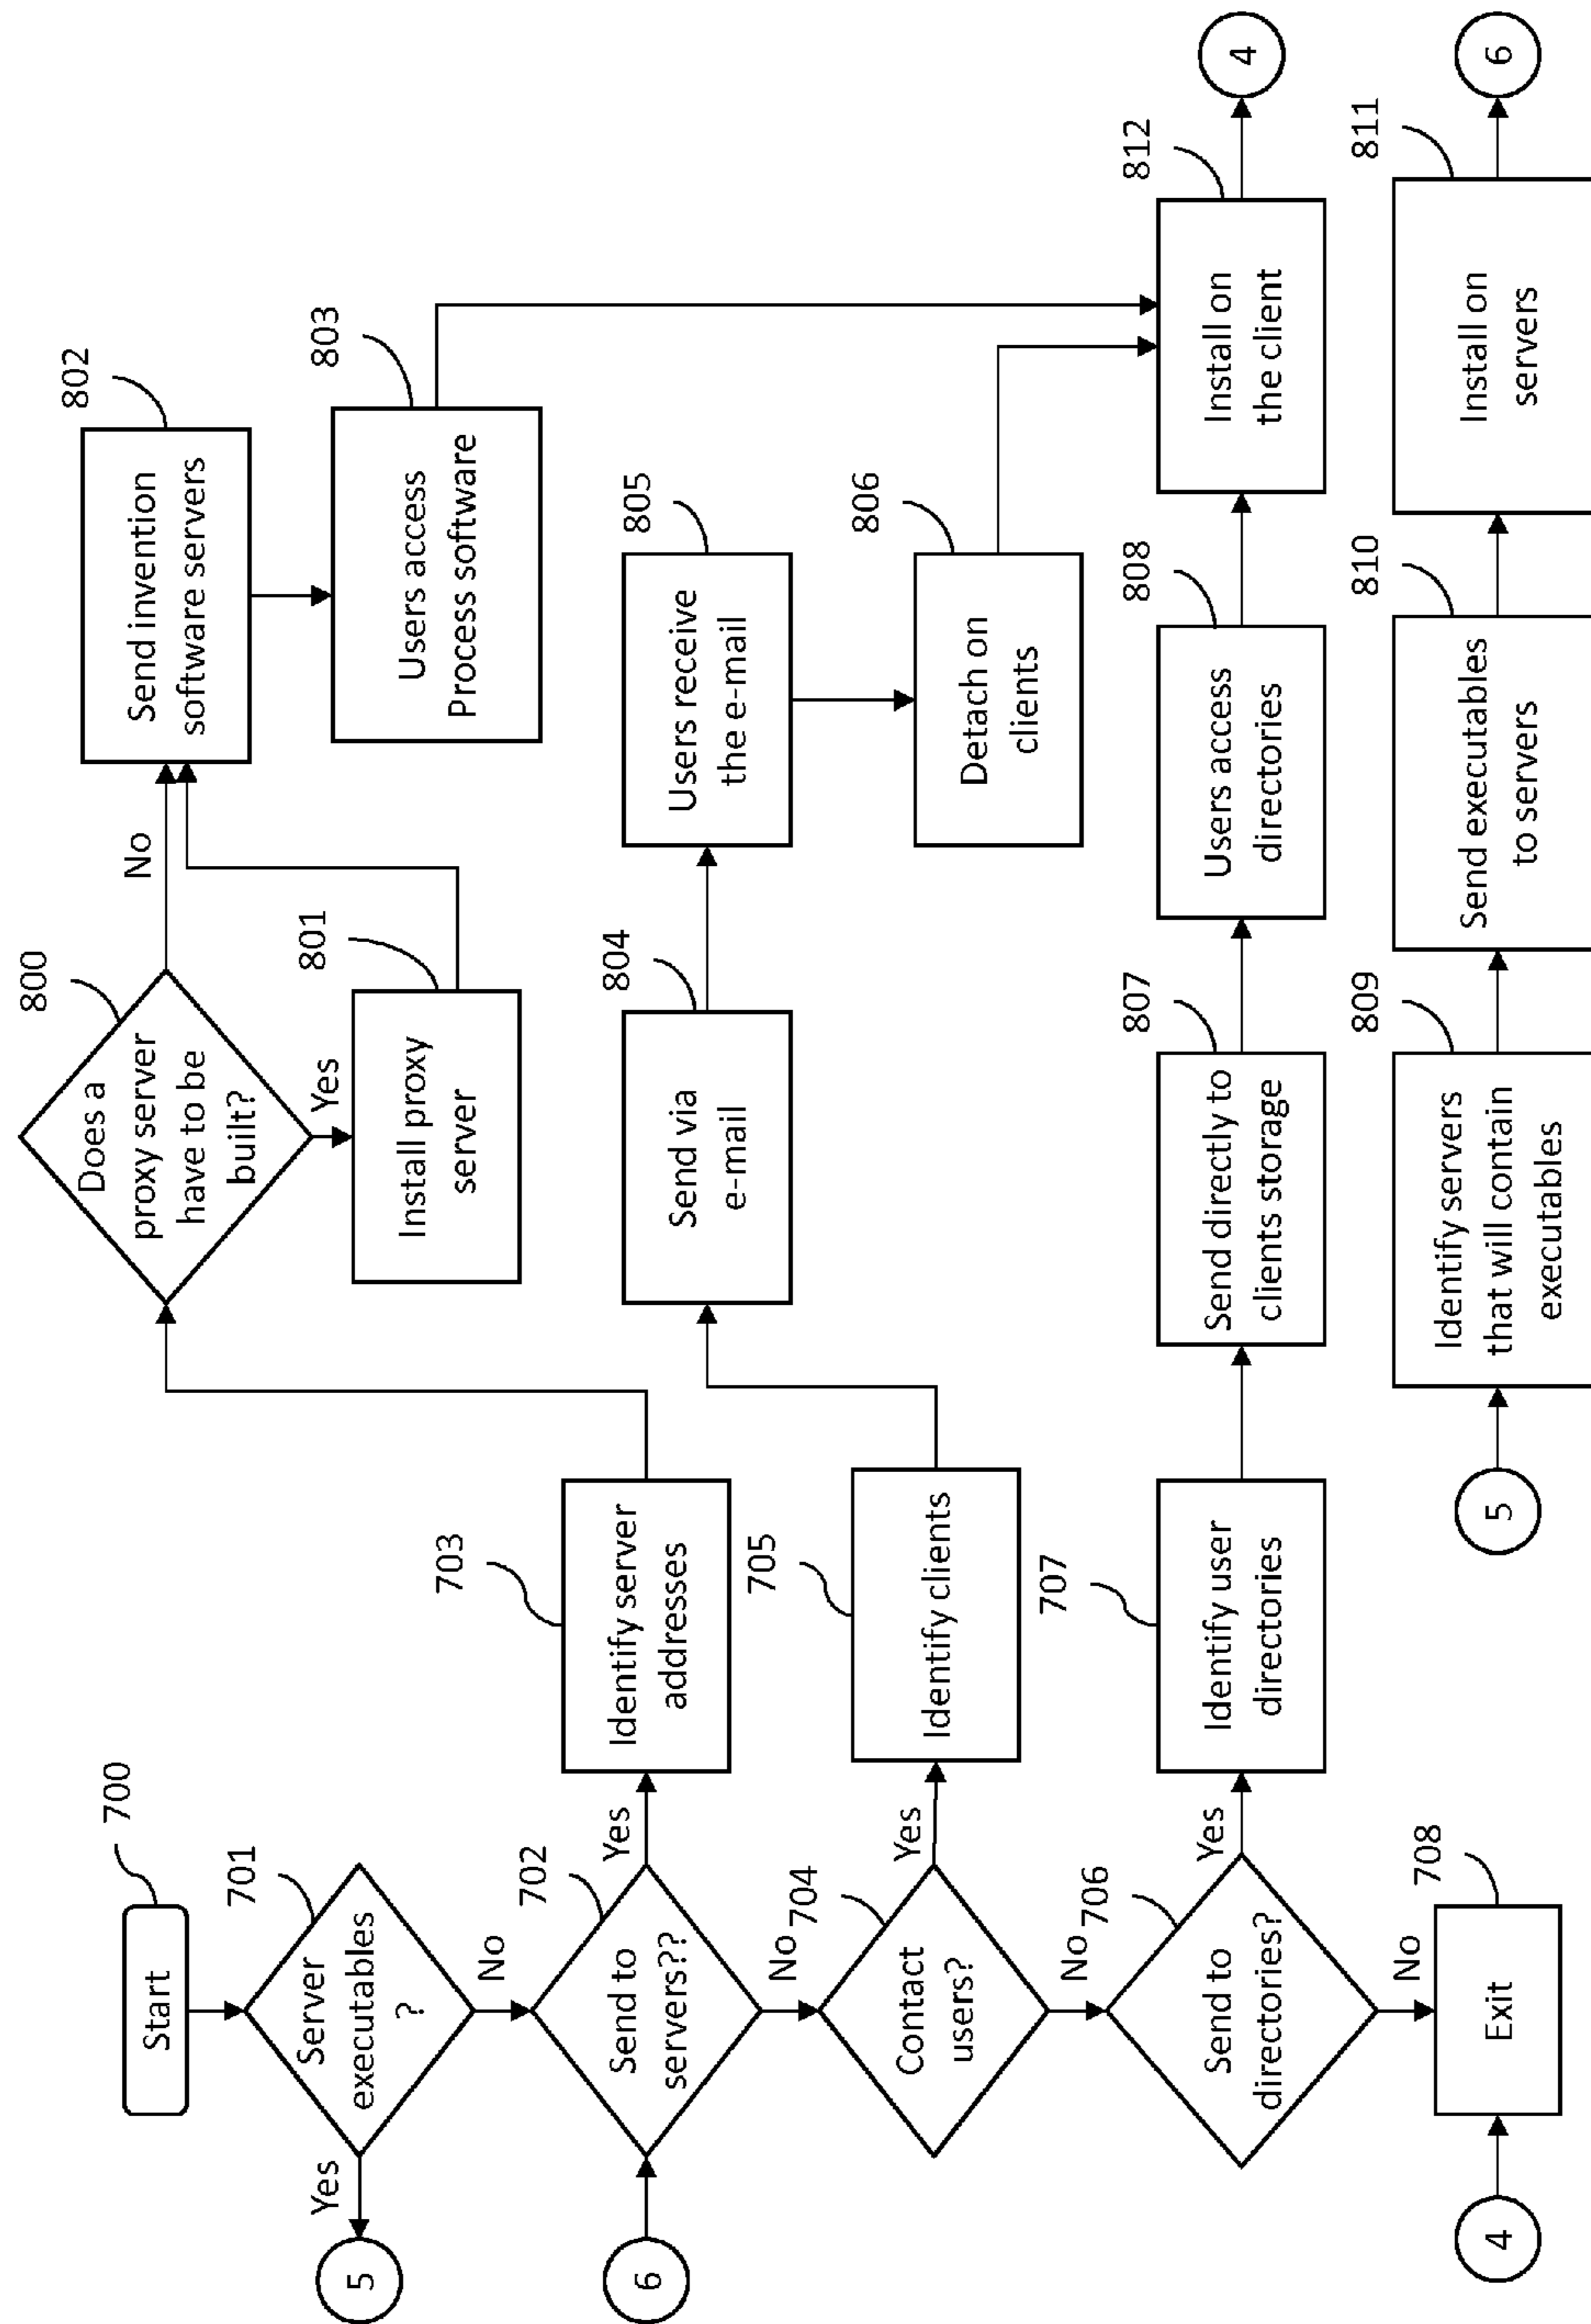 700
Start
701
Server
executables
?
Yes
No
5
702
Send to
servers??
Yes
No
6
703
Identify server
addresses
704
Contact
users?
Yes
No
705
Identify clients
706
Send to
directories?
Yes
No
707
Identify user
directories
708
Exit
4
800
Does a
proxy server
have to be
built?
No
Yes
801
Install proxy
server
802
Send invention
software servers
803
Users access
Process software
804
Send via
e-mail
805
Users receive
the e-mail
806
Detach on
clients
807
Send directly to
clients storage
808
Users access
directories
812
Install on
the client
4
5
809
Identify servers
that will contain
executables
810
Send executables
to servers
811
Install on
servers
6